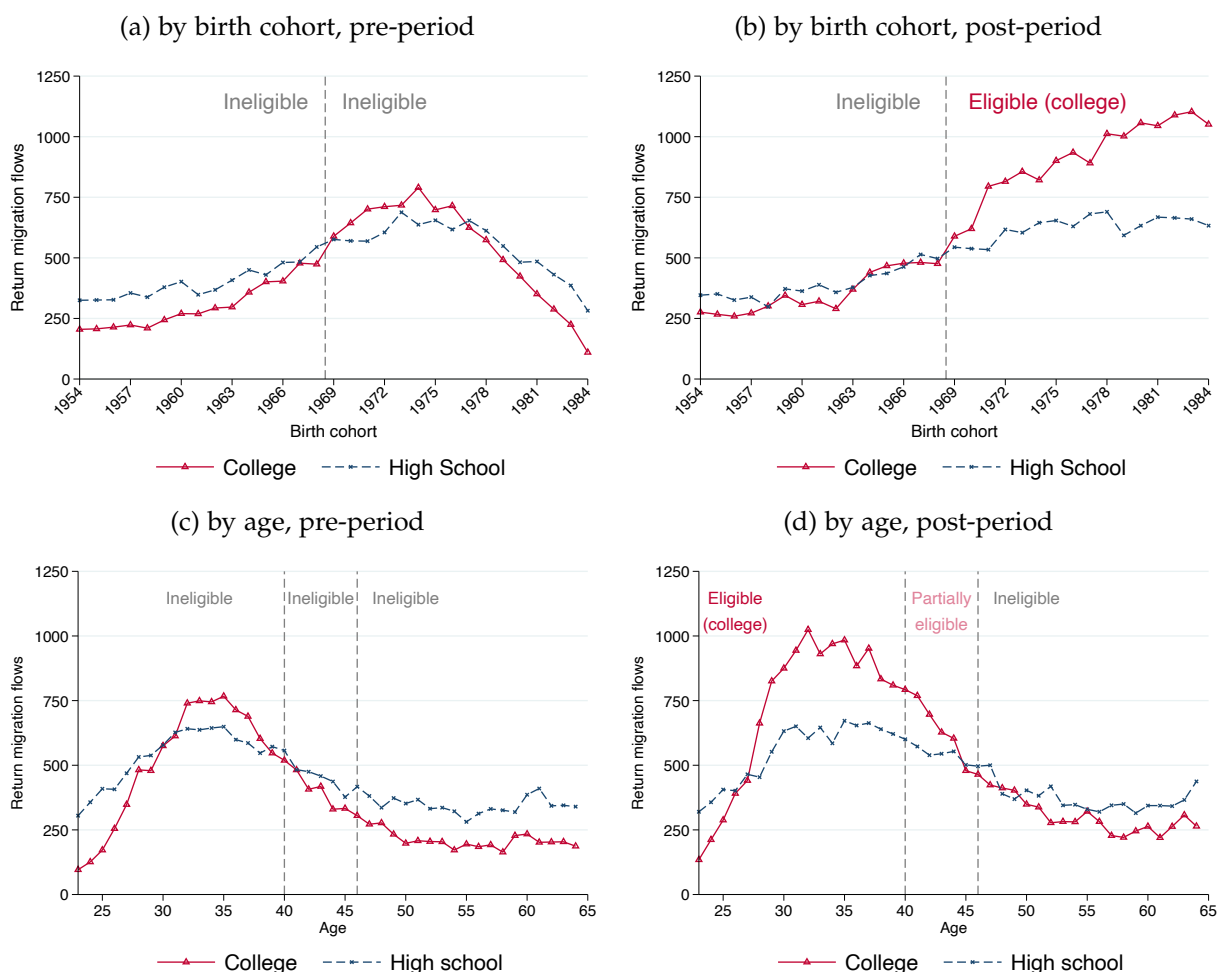 (a) by birth cohort, pre-period
(b) by birth cohort, post-period
1250
1000
750
500
250
0
Return migration flows
Ineligible
Ineligible
1954
1957
1960
1963
1966
1969
1972
1975
1978
1981
1984
Birth cohort
College
High School
1250
1000
750
500
250
0
Return migration flows
Ineligible
Eligible (college)
1954
1957
1960
1963
1966
1969
1972
1975
1978
1981
1984
Birth cohort
College
High School
(c) by age, pre-period
(d) by age, post-period
1250
1000
750
500
250
0
Return migration flows
Ineligible
Ineligible
Ineligible
25
30
35
40
45
50
55
60
65
Age
College
High school
1250
1000
750
500
250
0
Return migration flows
Eligible
(college)
Partially
eligible
Ineligible
25
30
35
40
45
50
55
60
65
Age
College
High school